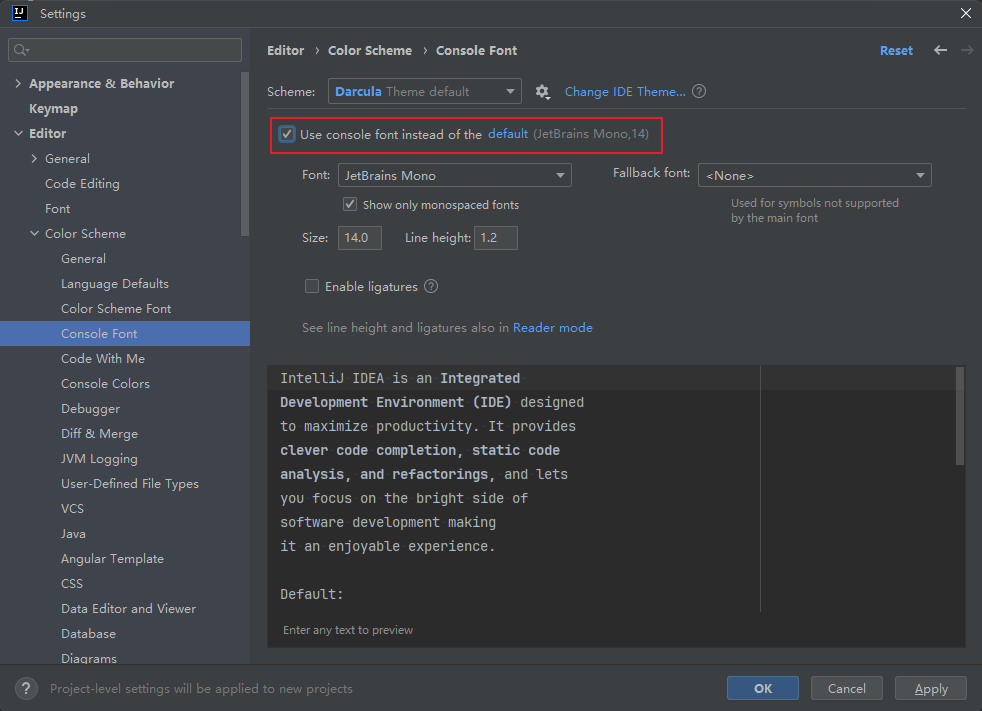 IJ
Settings
Appearance & Behavior
Keymap
Editor
General
Code Editing
Font
Color Scheme
General
Language Defaults
Color Scheme Font
Console Font
Code With Me
Console Colors
Debugger
Diff & Merge
JVM Logging
User-Defined File Types
VCS
Java
Angular Template
CSS
Data Editor and Viewer
Database
Diagrams
Editor › Color Scheme › Console Font
Reset
Scheme: Darcula Theme default Change IDE Theme... ?
Use console font instead of the default (JetBrains Mono,14)
Font: JetBrains Mono
Fallback font: <None>
Show only monospaced fonts
Used for symbols not supported
by the main font
Size: 14.0 Line height: 1.2
Enable ligatures ?
See line height and ligatures also in Reader mode
IntelliJ IDEA is an Integrated
Development Environment (IDE) designed
to maximize productivity. It provides
clever code completion, static code
analysis, and refactorings, and lets
you focus on the bright side of
software development making
it an enjoyable experience.
Default:
Enter any text to preview
? Project-level settings will be applied to new projects
OK
Cancel
Apply